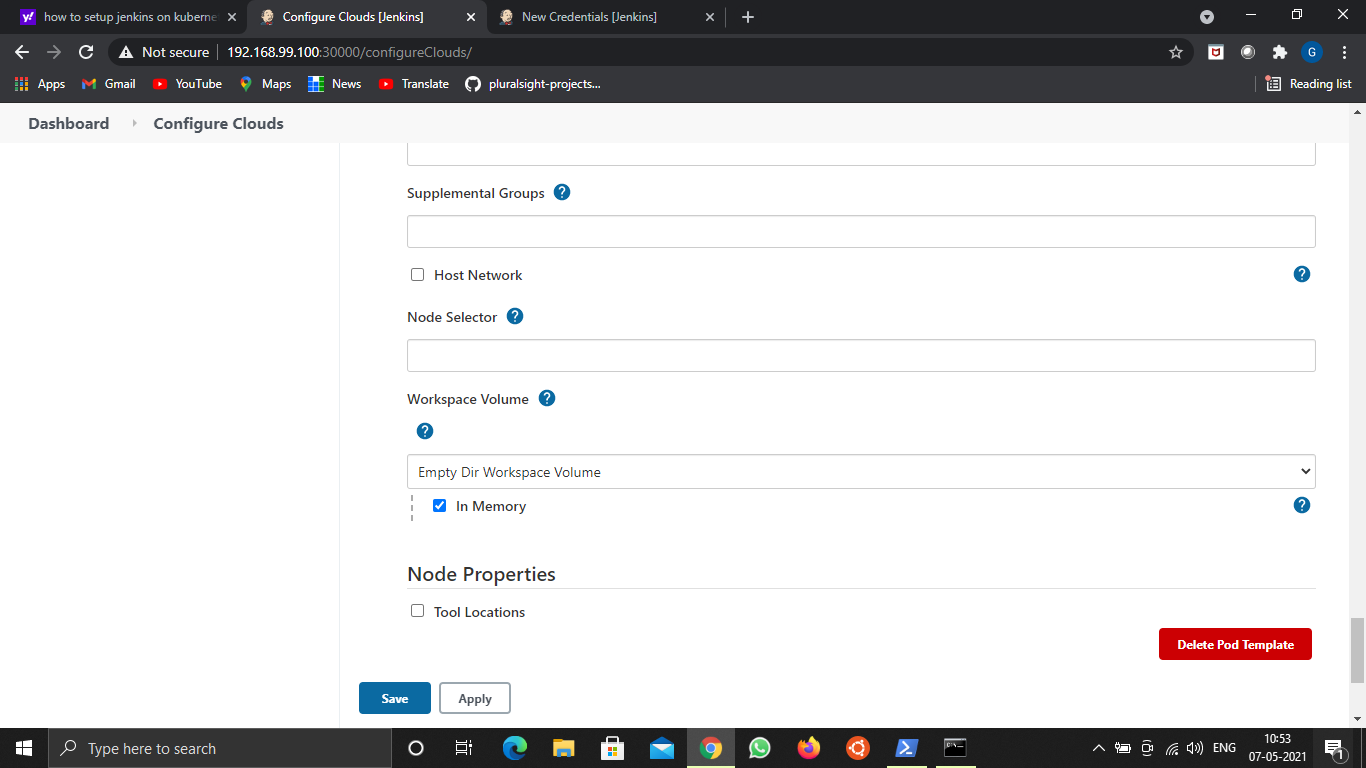 how to setup jenkins on kuberne
Configure Clouds [Jenkins]
New Credentials [Jenkins]
Not secure 192.168.99.100:30000/configureClouds/
G
Apps Gmail YouTube Maps News Translate pluralsight-projects... Reading list
Dashboard Configure Clouds
Supplemental Groups ?
Host Network ?
Node Selector ?
Workspace Volume ?
?
Empty Dir Workspace Volume
In Memory ?
Node Properties
Tool Locations
Delete Pod Template
Save Apply
Type here to search
ENG
10:53
07-05-2021
1